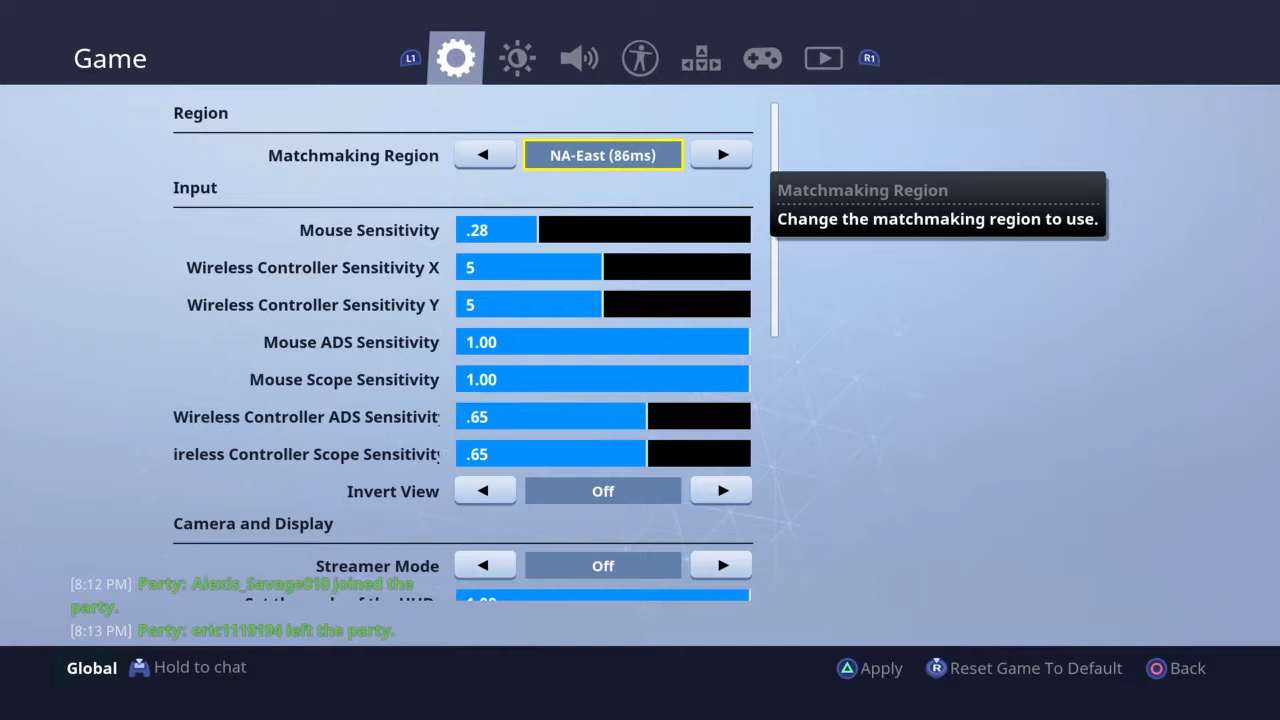 Game
L1
R1
Region
Matchmaking Region
NA-East (86ms)
Matchmaking Region
Change the matchmaking region to use.
Input
Mouse Sensitivity
.28
Wireless Controller Sensitivity X
5
Wireless Controller Sensitivity Y
5
Mouse ADS Sensitivity
1.00
Mouse Scope Sensitivity
1.00
Wireless Controller ADS Sensitivit
.65
ireless Controller Scope Sensitivity
.65
Invert View
Off
Camera and Display
Streamer Mode
Off
[8:12 PM] Party: Alexis_Savage010 joined the
party.
1.00
[8:13 PM] Party: eric1119194 left the party.
Global
Hold to chat
Apply
R Reset Game To Default
Back